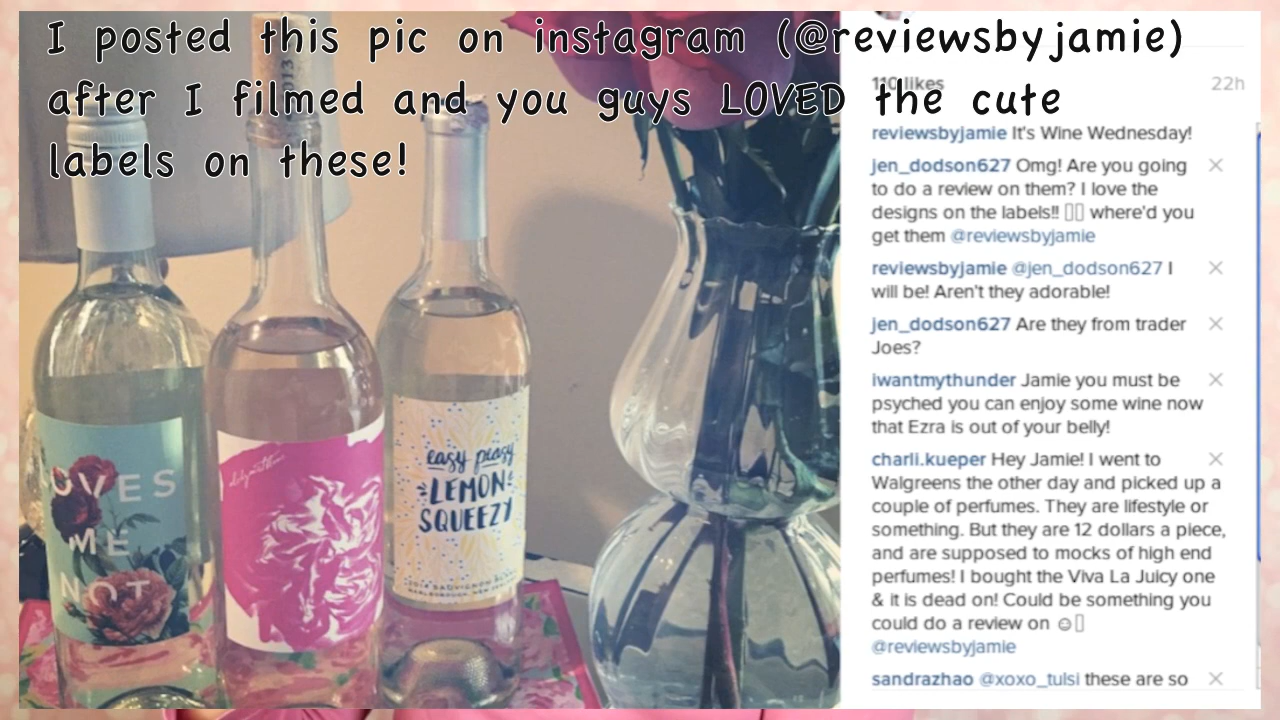 I posted this pic on instagram (@reviewsbyjamie)
after I filmed and you guys LOVED the cute
labels on these!
2013
UVES
ME
NOT
easy peasy
LEMON
SQUEEZY
110 likes
22h
reviewsbyjamie It's Wine Wednesday!
jen_dodson627 Omg! Are you going
to do a review on them? I love the
designs on the labels!! where'd you
get them @reviewsbyjamie
reviewsbyjamie @jen_dodson627 I
will be! Aren't they adorable!
jen_dodson627 Are they from trader
Joes?
iwantmythunder Jamie you must be
psyched you can enjoy some wine now
that Ezra is out of your belly!
charli.kueper Hey Jamie! I went to
Walgreens the other day and picked up a
couple of perfumes. They are lifestyle or
something. But they are 12 dollars a piece,
and are supposed to mocks of high end
perfumes! I bought the Viva La Juicy one
& it is dead on! Could be something you
could do a review on ☺
@reviewsbyjamie
sandrazhao @xoxo_tulsi these are so